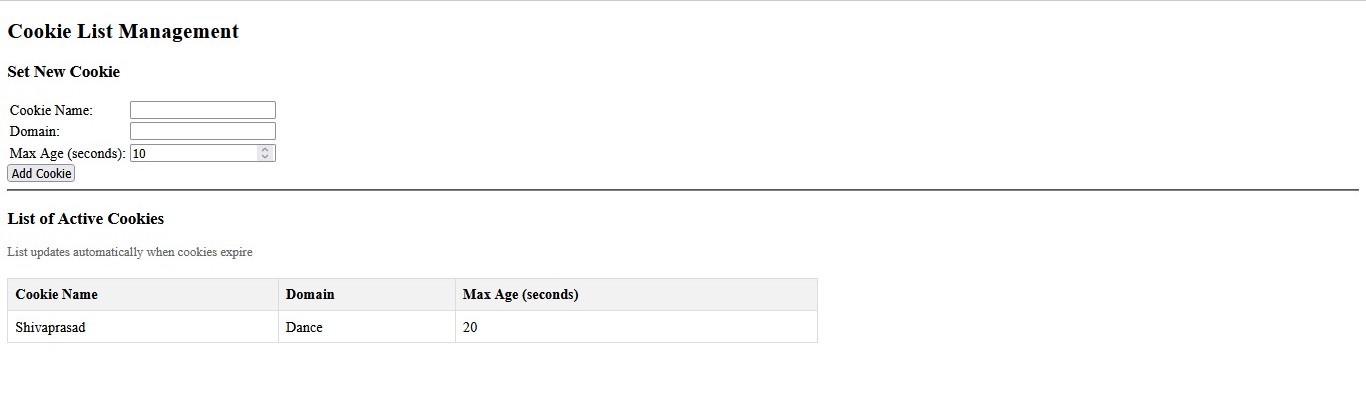 Cookie List Management
Set New Cookie
Cookie Name:
Domain:
Max Age (seconds): 10
Add Cookie
List of Active Cookies
List updates automatically when cookies expire
Cookie Name Domain Max Age (seconds)
Shivaprasad Dance 20